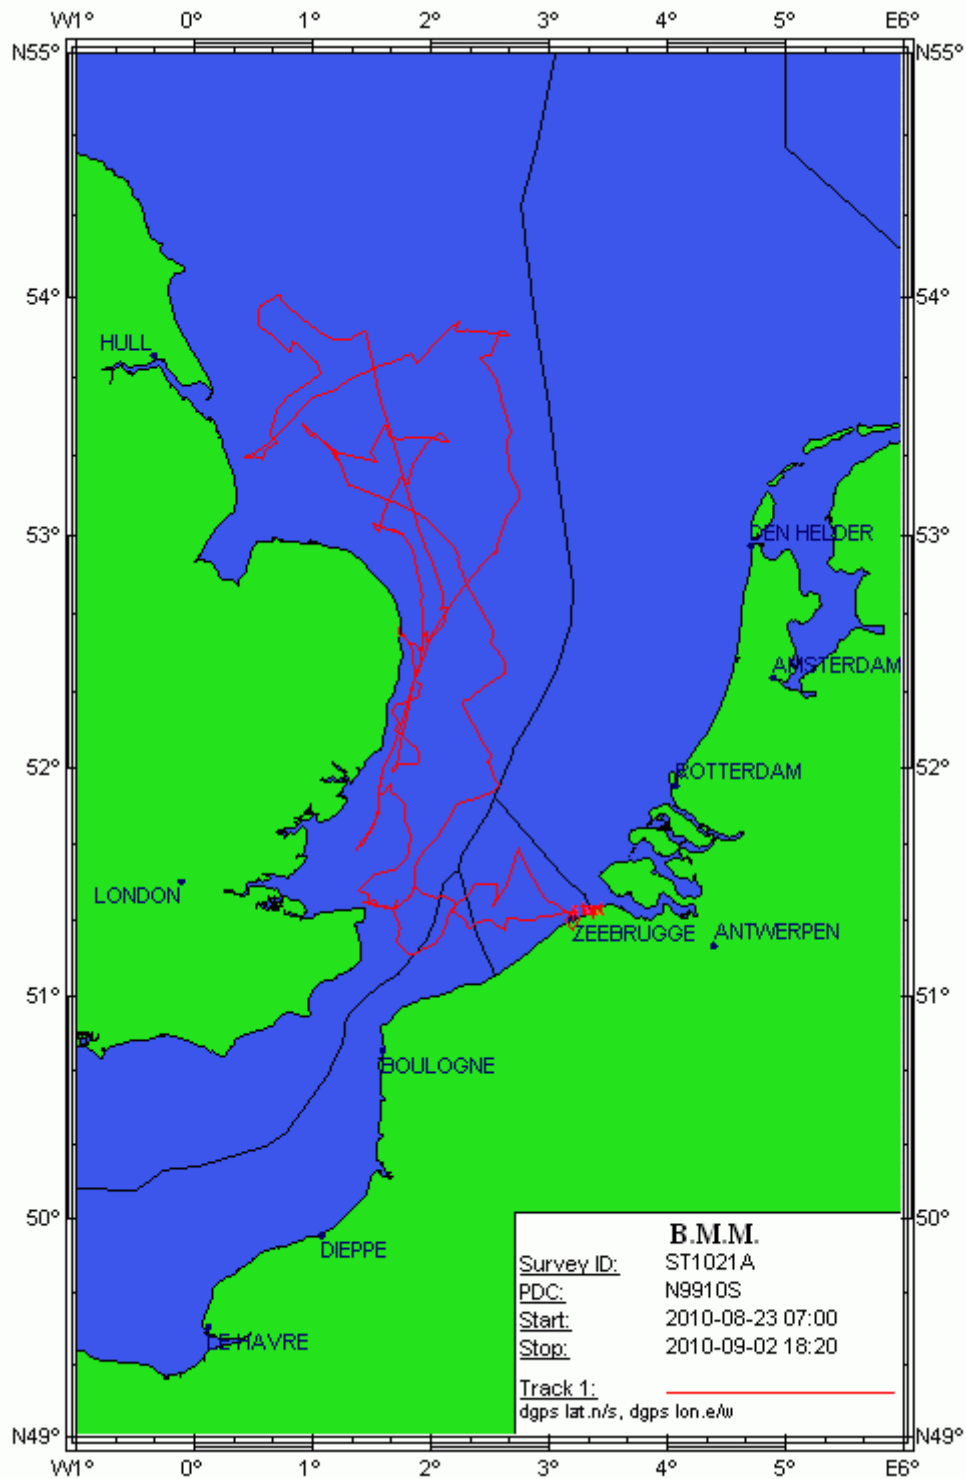 W1° 0° 1° 2° 3° 4° 5° E6°
N55° N55°
54° 54°
HULL
53° 53°
DEN HELDER
AMSTERDAM
52° 52°
ROTTERDAM
LONDON
ZEEBRUGGE ANTWERPEN
51° 51°
BOULOGNE
50° 50°
DIEPPE
LE HAVRE
B.M.M.
Survey ID: ST1021A
PDC: N9910S
Start: 2010-08-23 07:00
Stop: 2010-09-02 18:20
Track 1:
dgps lat.n/s, dgps lon.e/w
N49° N49°
W1° 0° 1° 2° 3° 4° 5° E6°